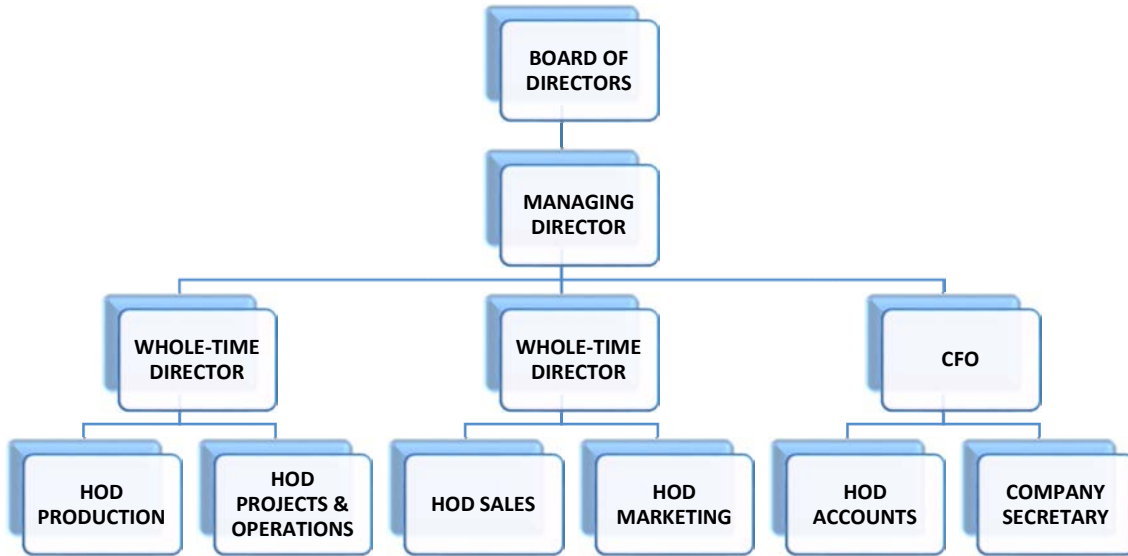 BOARD OF
DIRECTORS
MANAGING
DIRECTOR
WHOLE-TIME
DIRECTOR
WHOLE-TIME
DIRECTOR
CFO
HOD
PRODUCTION
HOD
PROJECTS &
OPERATIONS
HOD SALES
HOD
MARKETING
HOD
ACCOUNTS
COMPANY
SECRETARY